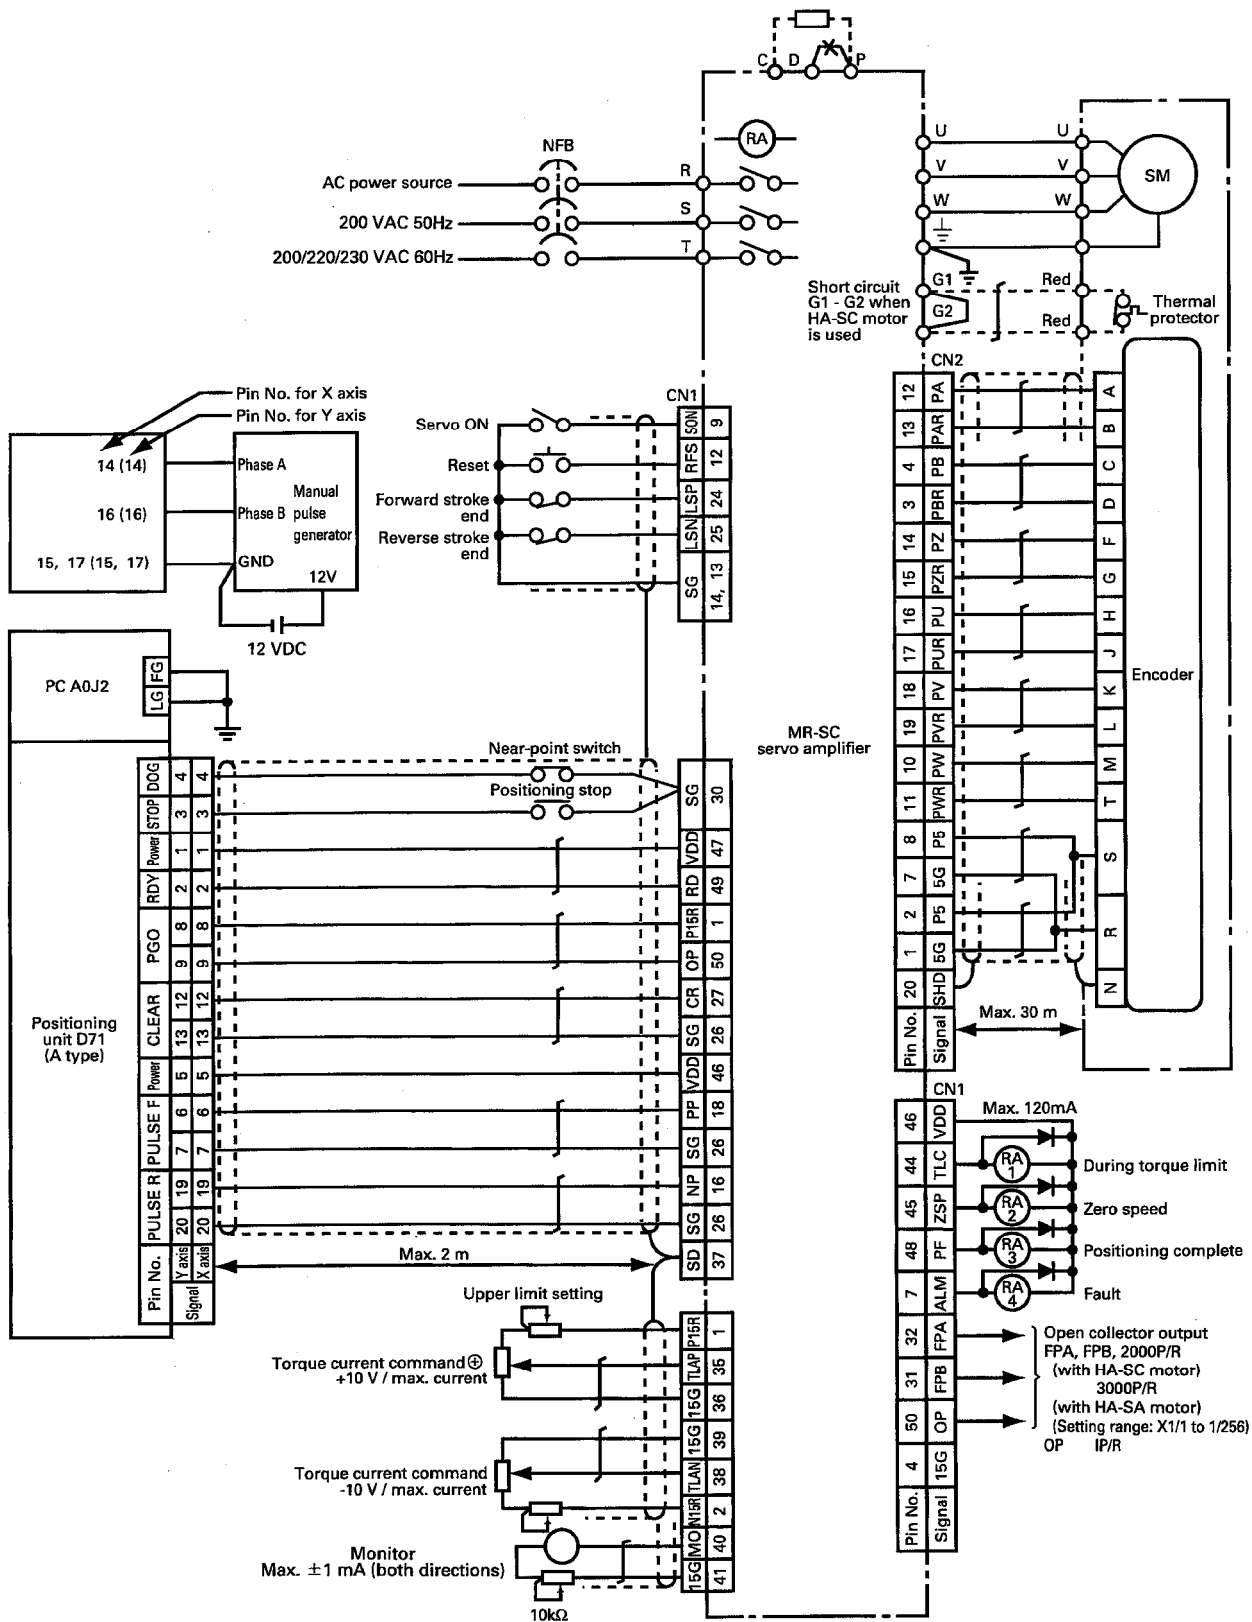 C D P
RA
NFB
AC power source
R
200 VAC 50Hz
S
200/220/230 VAC 60Hz
T
U U
V V
W W
SM
Short circuit
G1 - G2 when
HA-SC motor
is used
G1
G2
Red
Red
Thermal
protector
Pin No. for X axis
Pin No. for Y axis
14 (14)
16 (16)
15, 17 (15, 17)
Phase A
Phase B
Manual
pulse
generator
GND
12V
12 VDC
CN1
Servo ON
SON 9
Reset
RFS 12
Forward stroke
end
LSP 24
Reverse stroke
end
LSN 25
SG 14, 13
CN2
12 PA A
13 PAR B
4 PB C
3 PBR D
14 PZ F
15 PZR G
16 PU H
17 PUR J
18 PV K
19 PVR L
10 PW M
11 PWR T
8 P5 S
7 5G
2 P5 R
1 5G
20 SHD N
Pin No. Signal
Encoder
Max. 30 m
MR-SC
servo amplifier
PC A0J2
FG
LG
Positioning
unit D71
(A type)
DOG 4 4
STOP 3 3
Power 1 1
RDY 2 2
PGO 8 8
9 9
CLEAR 12 12
13 13
Power 5 5
PULSE F 6 6
7 7
PULSE R 19 19
20 20
Pin No. Y axis X axis
Signal
Near-point switch
Positioning stop
SG 30
VDD 47
RD 49
P15R 1
OP 50
CR 27
SG 26
VDD 46
PP 18
SG 26
NP 16
SG 26
SD 37
Max. 2 m
Upper limit setting
P15R 1
Torque current command ⊕
+10 V / max. current
TLAP 35
15G 36
15G 39
Torque current command
-10 V / max. current
TLAN 38
N15R 2
MO 40
15G 41
Monitor
Max. ±1 mA (both directions)
10kΩ
CN1
46 VDD
Max. 120mA
44 TLC RA 1 During torque limit
45 ZSP RA 2 Zero speed
48 PF RA 3 Positioning complete
7 ALM RA 4 Fault
32 FPA
31 FPB
50 OP
4 15G
Pin No. Signal
Open collector output
FPA, FPB, 2000P/R
(with HA-SC motor)
3000P/R
(with HA-SA motor)
(Setting range: X1/1 to 1/256)
OP IP/R